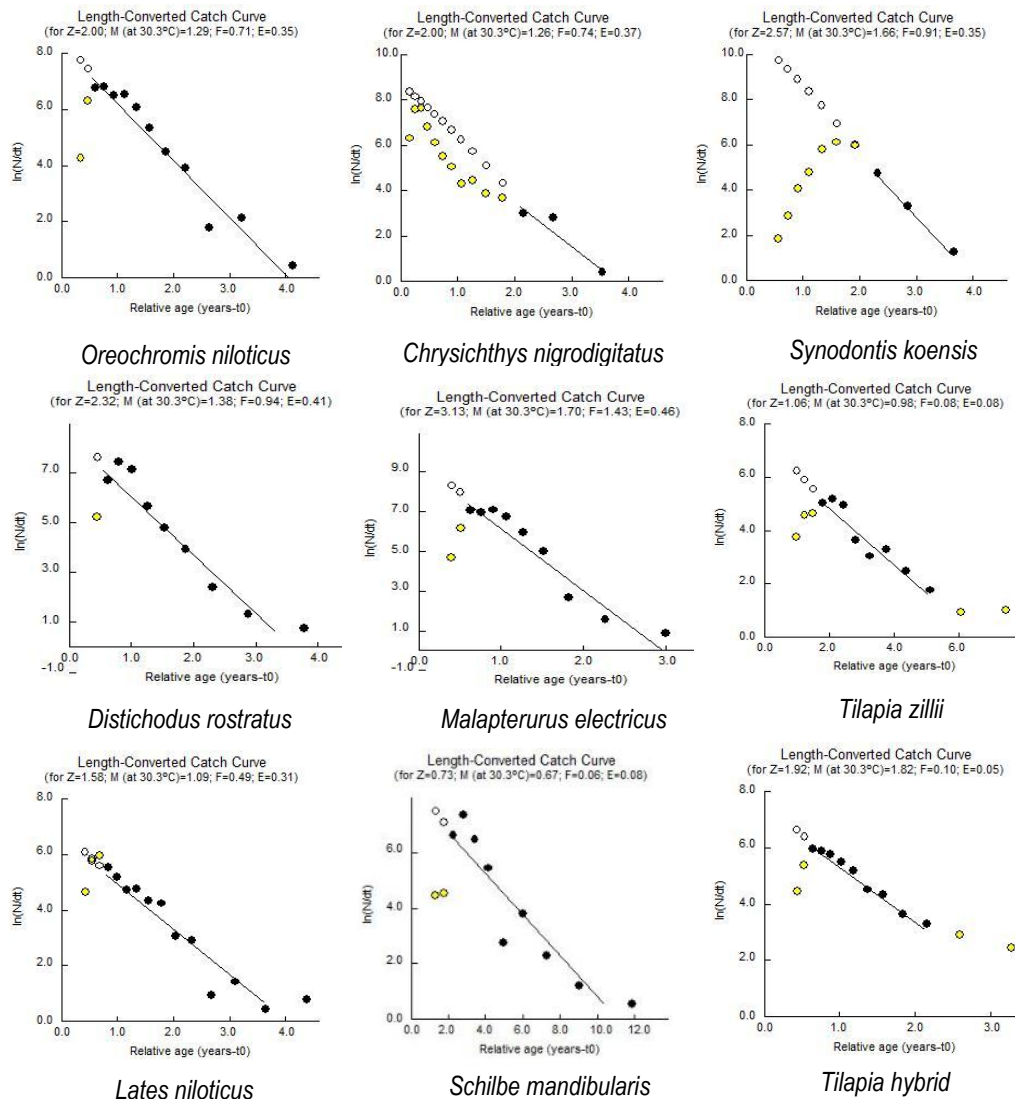 Length-Converted Catch Curve
(for Z=2.00; M (at 30.3ºC)=1.29; F=0.71; E=0.35)
8.0
6.0
4.0
2.0
0.0
ln(N/dt)
0.0 1.0 2.0 3.0 4.0
Relative age (years-t0)
Oreochromis niloticus
Length-Converted Catch Curve
(for Z=2.00; M (at 30.3ºC)=1.26; F=0.74; E=0.37)
10.0
8.0
6.0
4.0
2.0
0.0
ln(N/dt)
0.0 1.0 2.0 3.0 4.0
Relative age (years-t0)
Chrysichthys nigrodigitatus
Length-Converted Catch Curve
(for Z=2.57; M (at 30.3ºC)=1.66; F=0.91; E=0.35)
10.0
8.0
6.0
4.0
2.0
0.0
ln(N/dt)
0.0 1.0 2.0 3.0 4.0
Relative age (years-t0)
Synodontis koensis
Length-Converted Catch Curve
(for Z=2.32; M (at 30.3ºC)=1.38; F=0.94; E=0.41)
7.0
5.0
3.0
1.0
-1.0
ln(N/dt)
0.0 1.0 2.0 3.0 4.0
Relative age (years-t0)
Distichodus rostratus
Length-Converted Catch Curve
(for Z=3.13; M (at 30.3ºC)=1.70; F=1.43; E=0.46)
9.0
7.0
5.0
3.0
1.0
-1.0
ln(N/dt)
0.0 1.0 2.0 3.0
Relative age (years-t0)
Malapterurus electricus
Length-Converted Catch Curve
(for Z=1.06; M (at 30.3ºC)=0.98; F=0.08; E=0.08)
8.0
6.0
4.0
2.0
0.0
ln(N/dt)
0.0 2.0 4.0 6.0
Relative age (years-t0)
Tilapia zillii
Length-Converted Catch Curve
(for Z=1.58; M (at 30.3ºC)=1.09; F=0.49; E=0.31)
8.0
6.0
4.0
2.0
0.0
ln(N/dt)
0.0 1.0 2.0 3.0 4.0
Relative age (years-t0)
Lates niloticus
Length-Converted Catch Curve
(for Z=0.73; M (at 30.3ºC)=0.67; F=0.06; E=0.08)
6.0
4.0
2.0
0.0
ln(N/dt)
0.0 2.0 4.0 6.0 8.0 10.0 12.0
Relative age (years-t0)
Schilbe mandibularis
Length-Converted Catch Curve
(for Z=1.92; M (at 30.3ºC)=1.82; F=0.10; E=0.05)
8.0
6.0
4.0
2.0
0.0
ln(N/dt)
0.0 1.0 2.0 3.0
Relative age (years-t0)
Tilapia hybrid